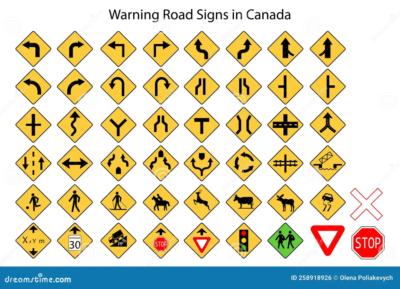 Warning Road Signs in Canada
X,Y m
30
STOP
STOP
dreamstime.com
ID 258918926 © Olena Poliakevych